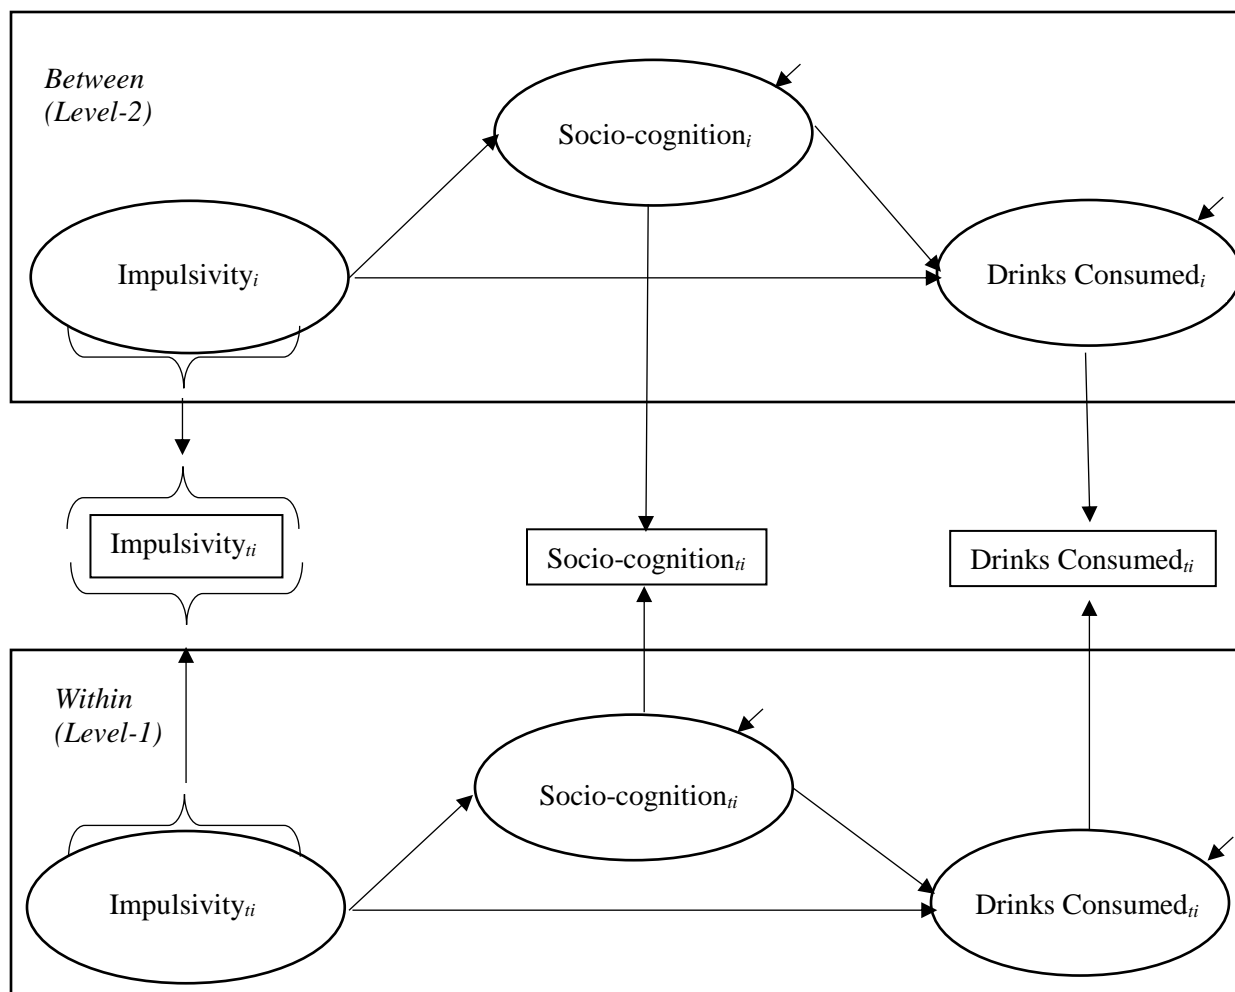 Between
(Level-2)
Socio-cognitioni
Impulsivityi
Drinks Consumedi
Impulsivityti
Socio-cognitionti
Drinks Consumedti
Within
(Level-1)
Socio-cognitionti
Impulsivityti
Drinks Consumedti